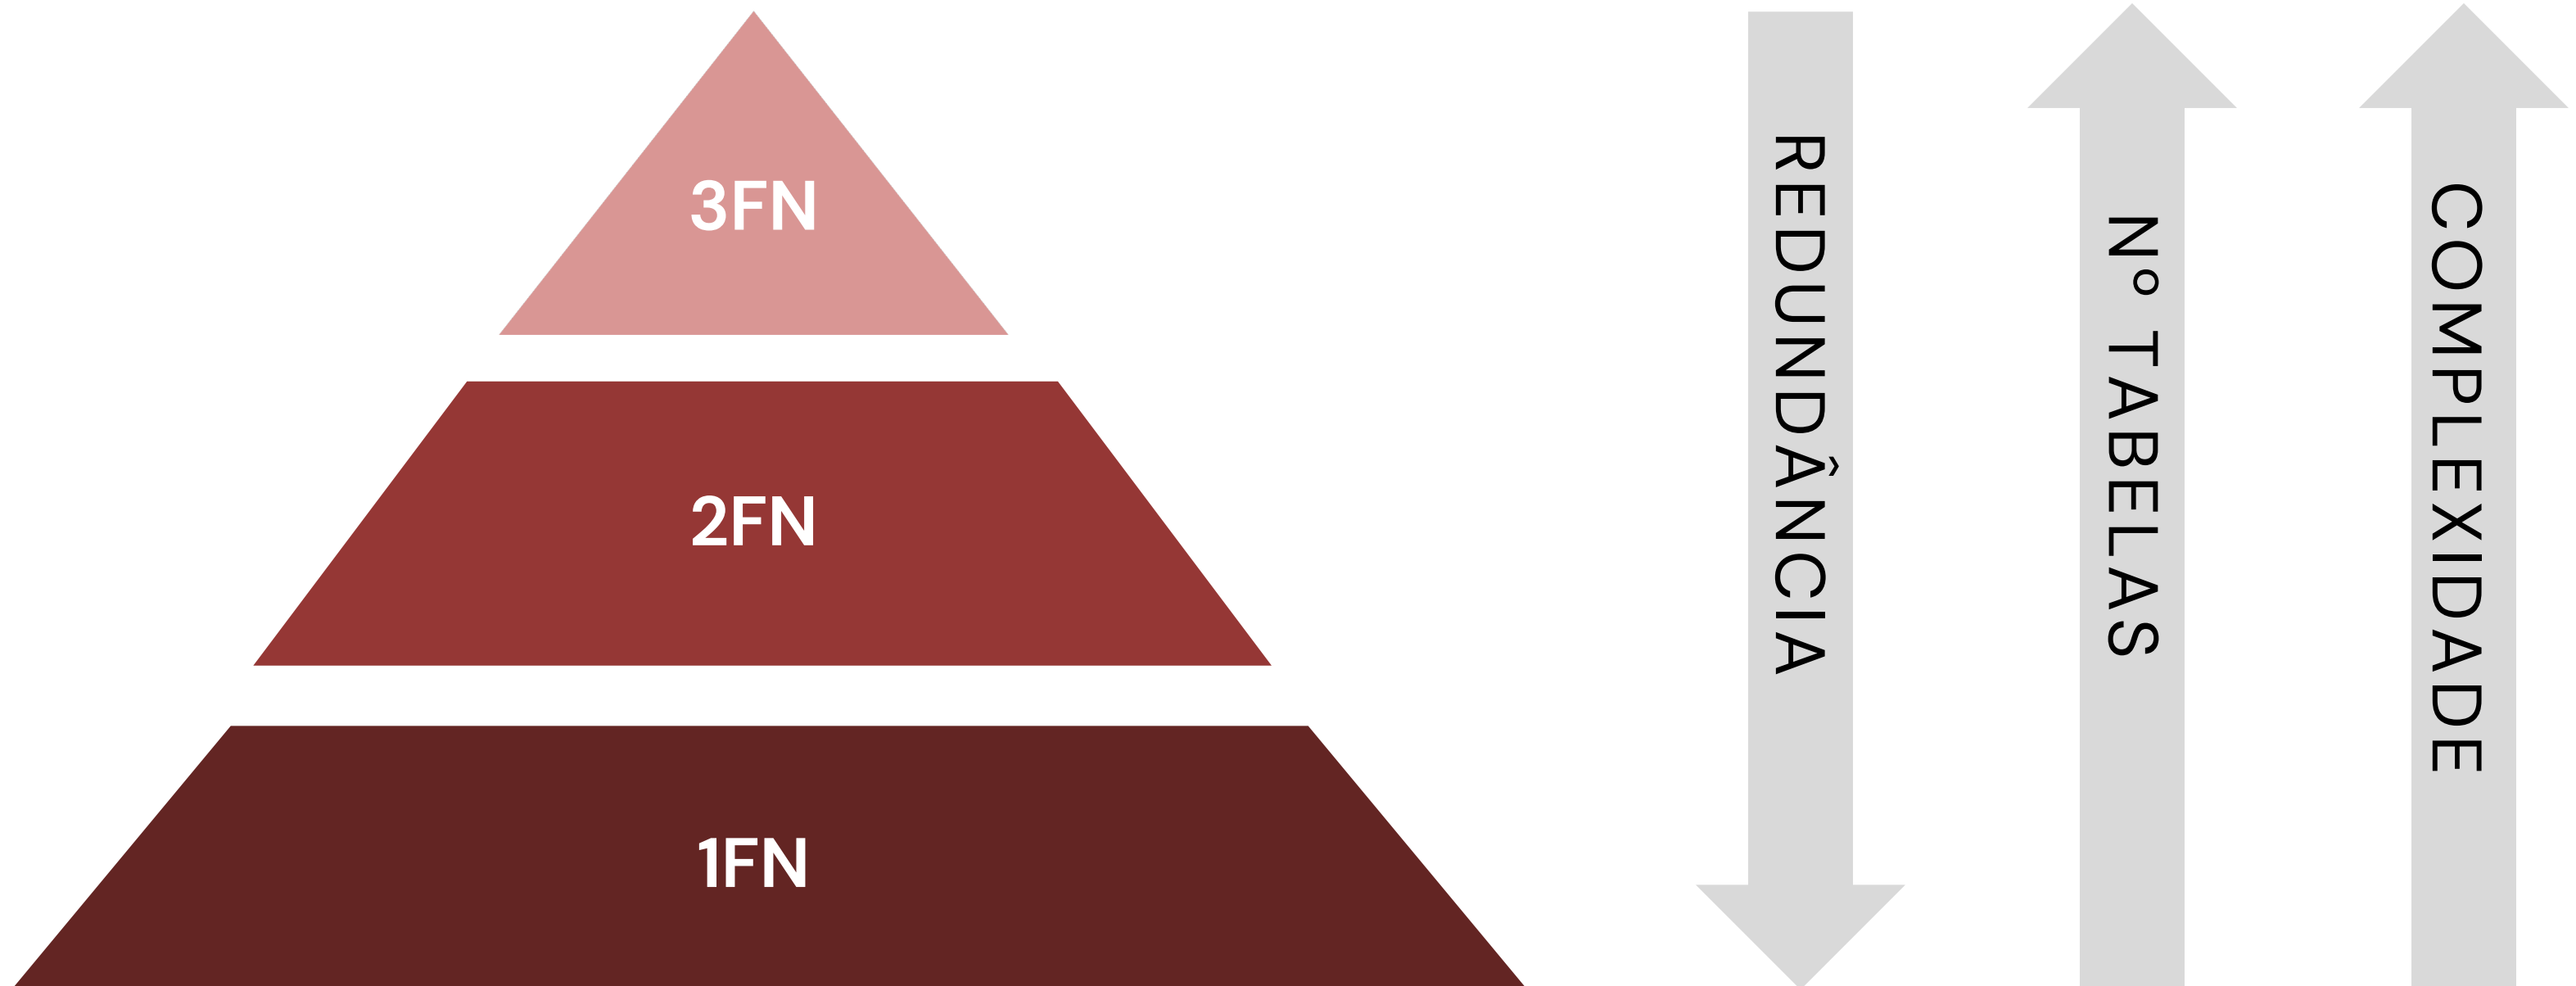 3FN
2FN
1FN
REDUNDÂNCIA
Nº TABELAS
COMPLEXIDADE